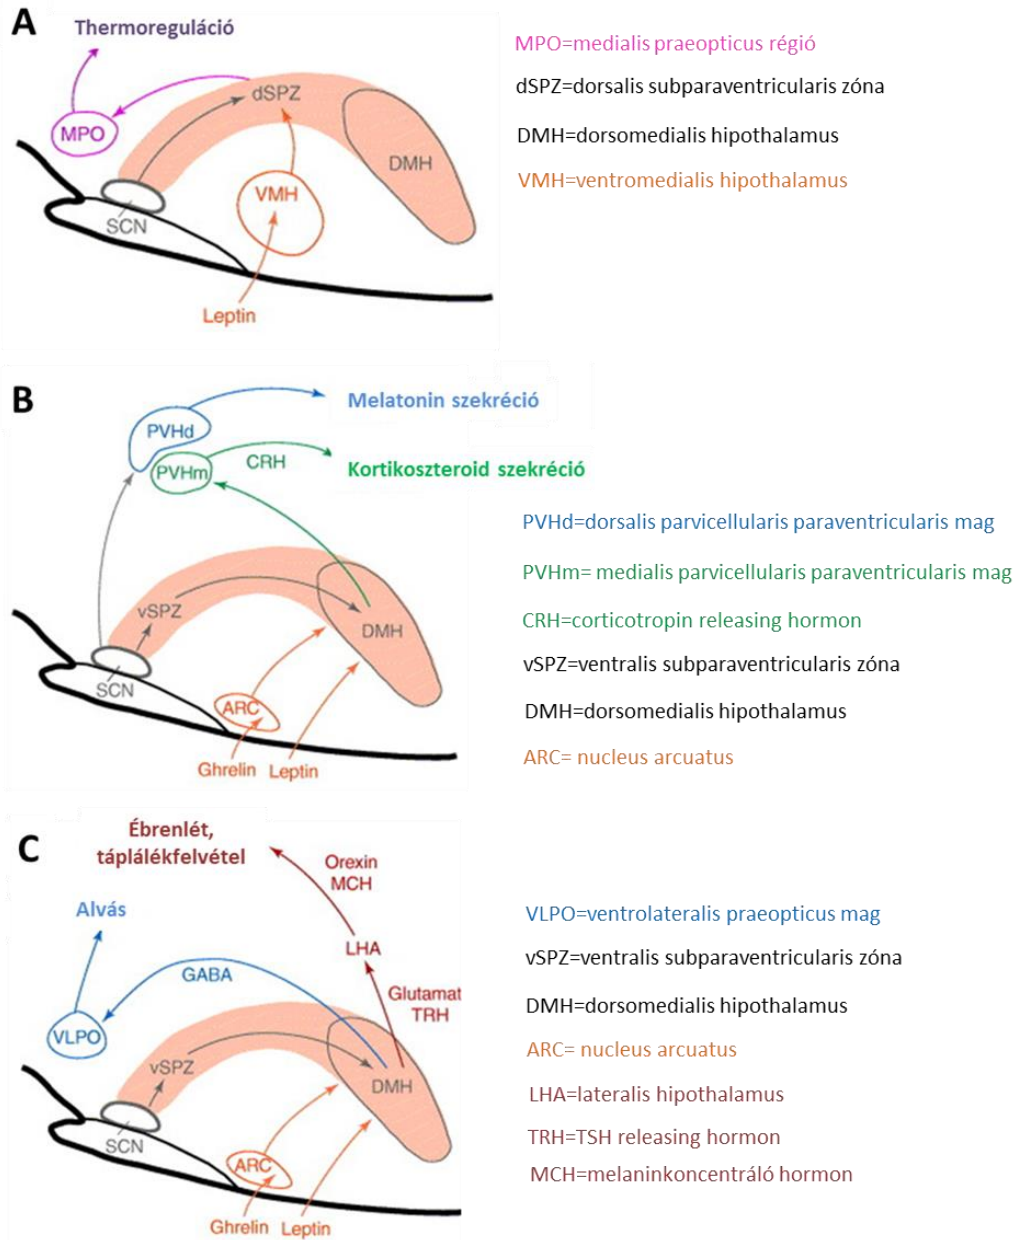 A
Thermoreguláció
MPO
dSPZ
DMH
VMH
SCN
Leptin
MPO=medialis praeopticus régió
dSPZ=dorsalis subparaventricularis zóna
DMH=dorsomedialis hipothalamus
VMH=ventromedialis hipothalamus
B
Melatonin szekréció
PVHd
PVHm
CRH
Kortikoszteroid szekréció
vSPZ
DMH
SCN
ARC
Ghrelin
Leptin
PVHd=dorsalis parvicellularis paraventricularis mag
PVHm= medialis parvicellularis paraventricularis mag
CRH=corticotropin releasing hormon
vSPZ=ventralis subparaventricularis zóna
DMH=dorsomedialis hipothalamus
ARC= nucleus arcuatus
C
Ébrenlét,
táplálékfelvétel
Orexin
MCH
Alvás
LHA
GABA
Glutamat
TRH
VLPO
vSPZ
DMH
SCN
ARC
Ghrelin
Leptin
VLPO=ventrolateralis praeopticus mag
vSPZ=ventralis subparaventricularis zóna
DMH=dorsomedialis hipothalamus
ARC= nucleus arcuatus
LHA=lateralis hipothalamus
TRH=TSH releasing hormon
MCH=melaninkoncentráló hormon